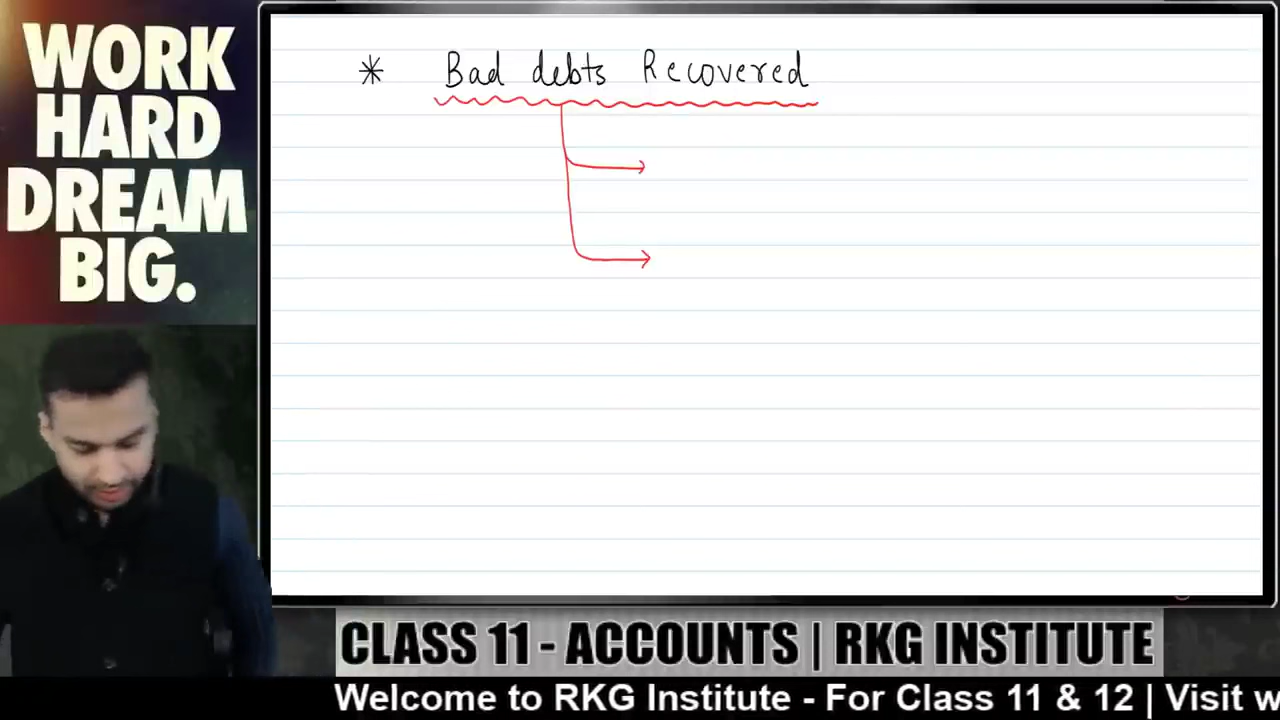 WORK
HARD
DREAM
BIG.
* Bad debts Recovered
CLASS 11 - ACCOUNTS | RKG INSTITUTE
Welcome to RKG Institute - For Class 11 & 12 | Visit w